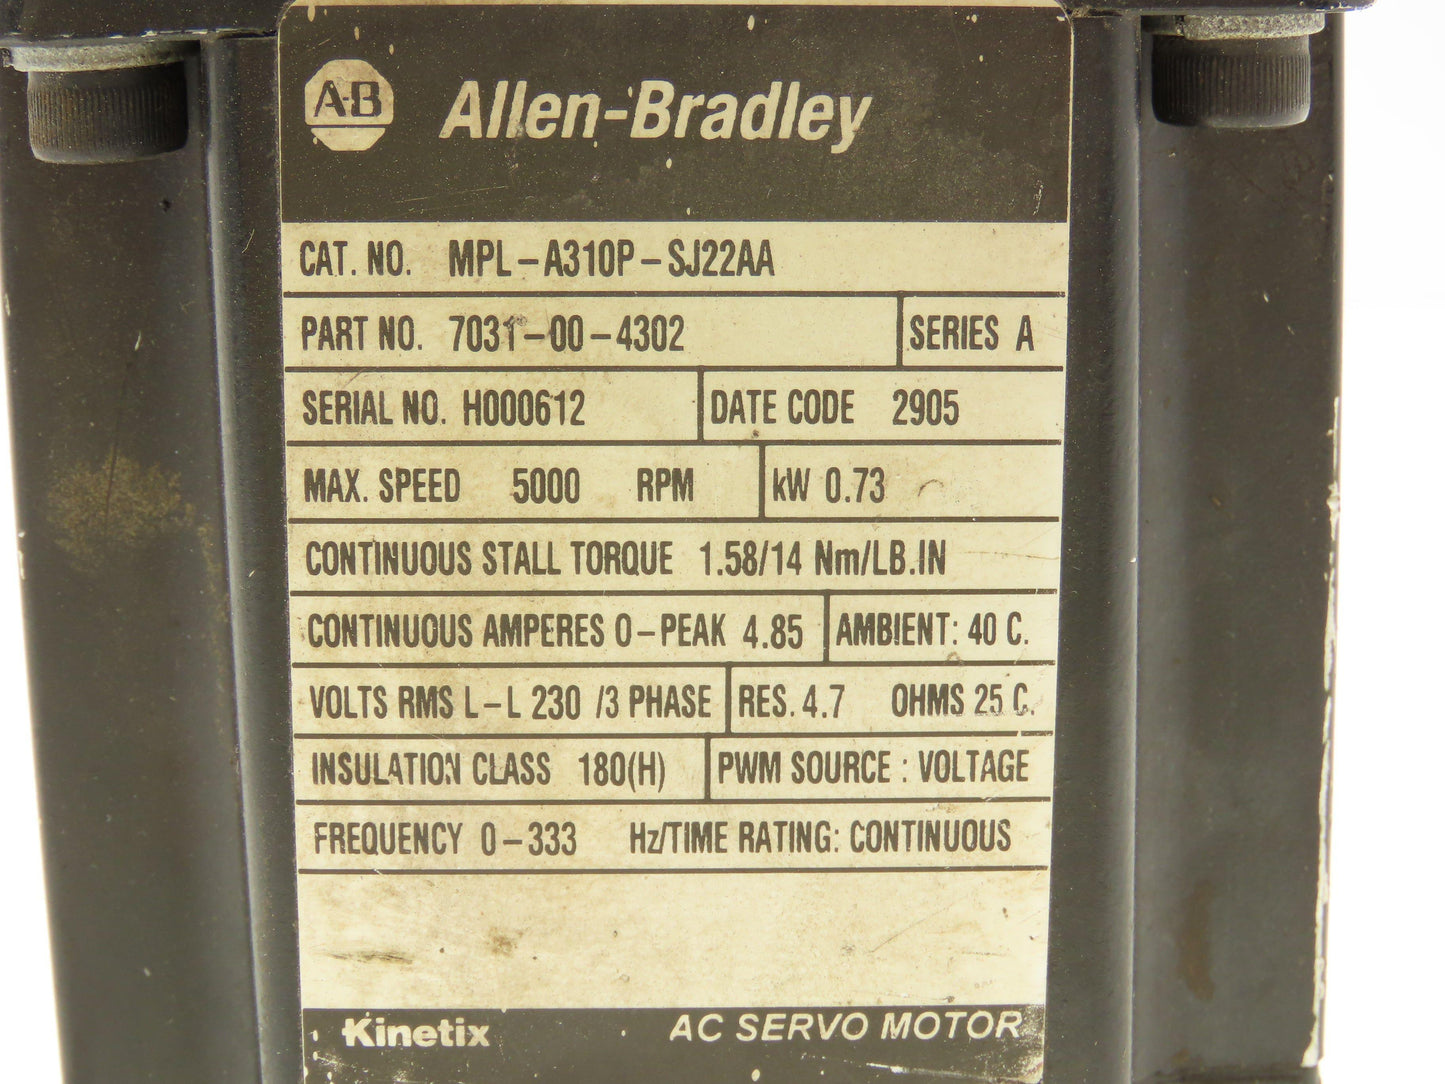 A-B Allen-Bradley
CAT. NO. MPL-A310P-SJ22AA
PART NO. 7031-00-4302 SERIES A
SERIAL NO. H000612 DATE CODE 2905
MAX. SPEED 5000 RPM kW 0.73
CONTINUOUS STALL TORQUE 1.58/14 Nm/LB.IN
CONTINUOUS AMPERES 0-PEAK 4.85 AMBIENT: 40 C.
VOLTS RMS L-L 230 /3 PHASE RES. 4.7 OHMS 25 C.
INSULATION CLASS 180(H) PWM SOURCE : VOLTAGE
FREQUENCY 0-333 Hz/TIME RATING: CONTINUOUS
Kinetix AC SERVO MOTOR